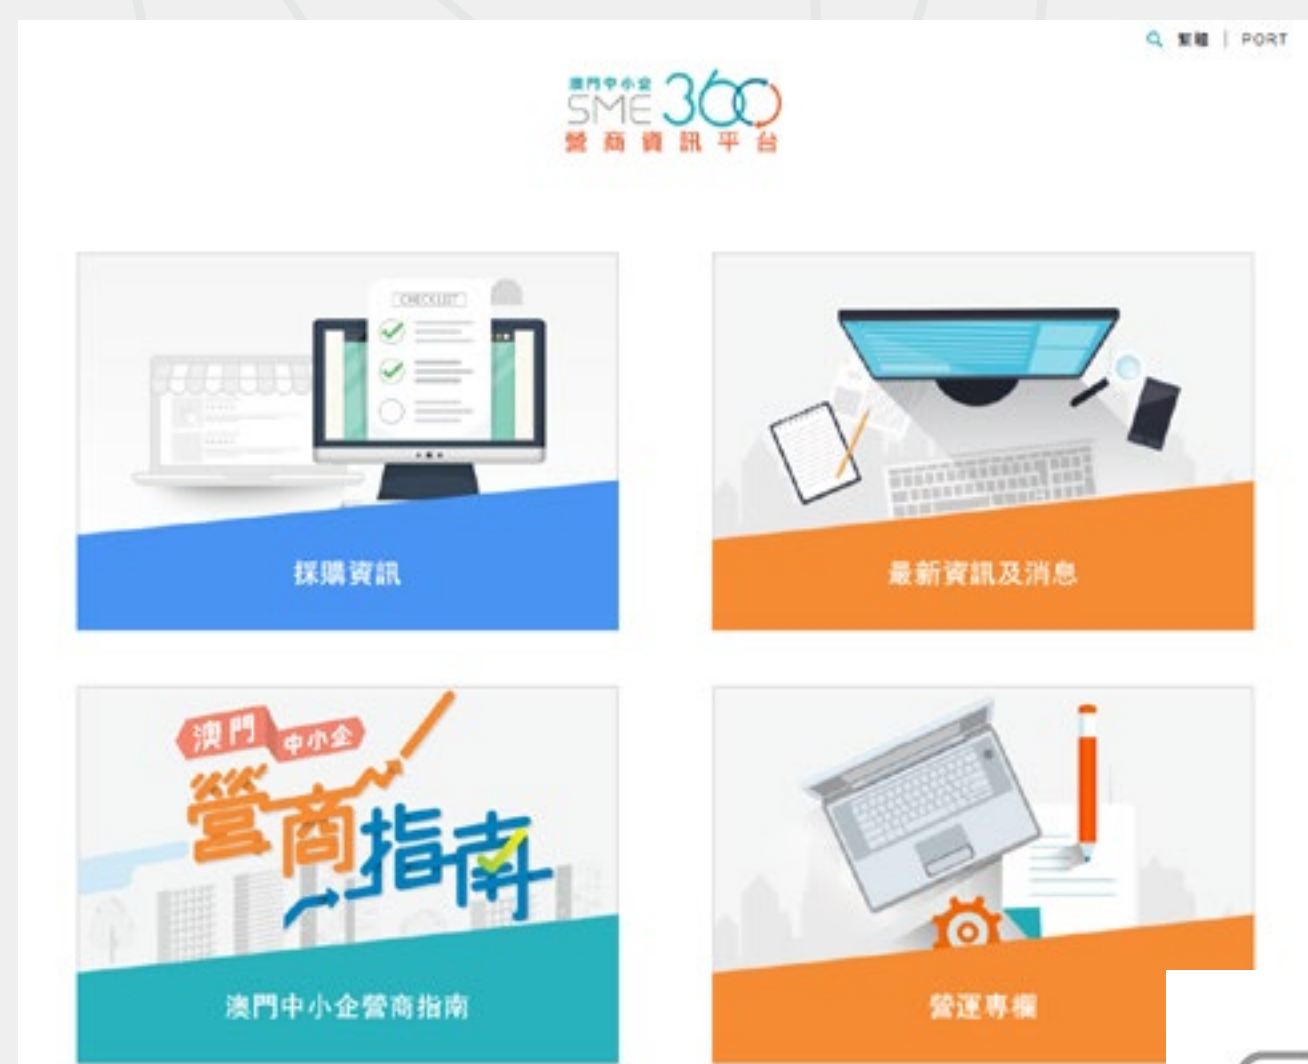 繁體 | PORT
澳門中小企
SME 360
營商資訊平台
CHECKLIST
採購資訊
最新資訊及消息
澳門 中小企
營商指南
澳門中小企營商指南
營運專欄